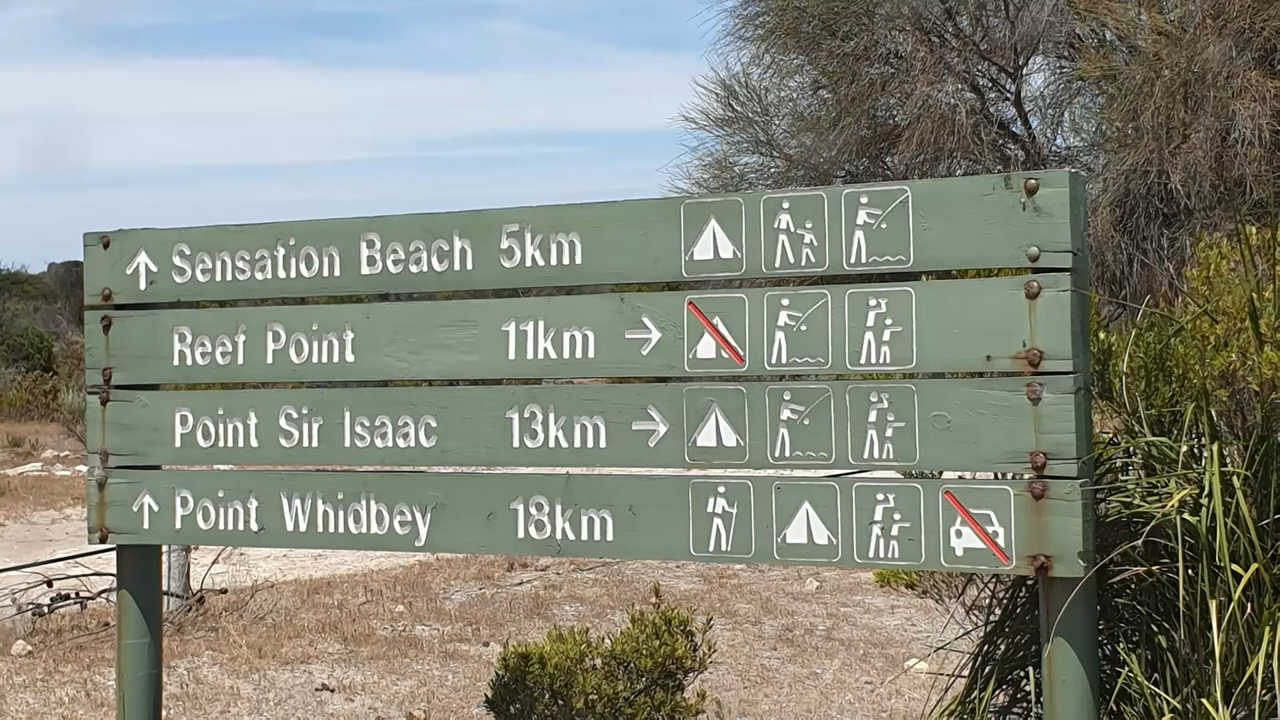 ↑ Sensation Beach 5km
Reef Point 11km →
Point Sir Isaac 13km →
↑ Point Whidbey 18km